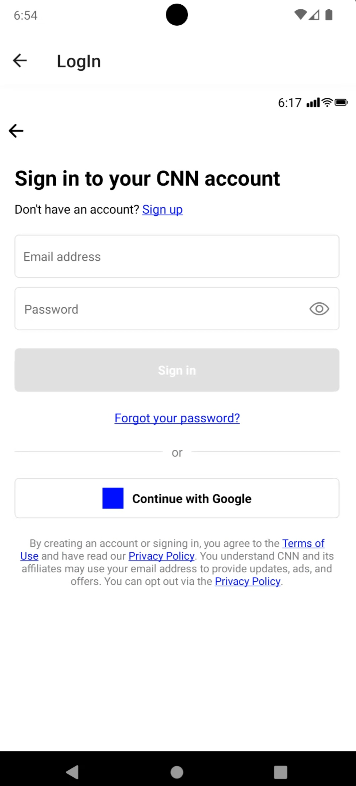 6:54
LogIn
6:17
Sign in to your CNN account
Don't have an account? Sign up
Email address
Password
Sign in
Forgot your password?
or
Continue with Google
By creating an account or signing in, you agree to the Terms of
Use and have read our Privacy Policy. You understand CNN and its
affiliates may use your email address to provide updates, ads, and
offers. You can opt out via the Privacy Policy.